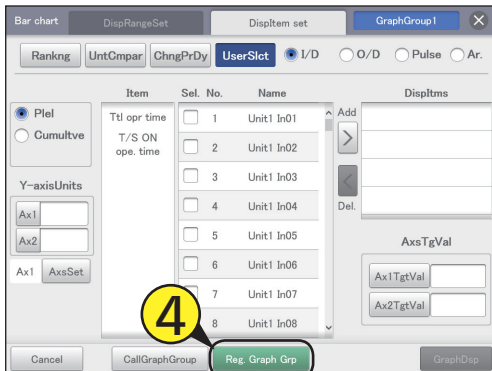 Bar chart DispRangeSet DispItem set GraphGroup1
Rankng UntCmpar ChngPrDy UserSlct I/D O/D Pulse Ar.
Item Sel. No. Name DispItms
Plel
Cumultve
Ttl opr time
T/S ON
ope. time
1 Unit1 In01
2 Unit1 In02
3 Unit1 In03
4 Unit1 In04
5 Unit1 In05
6 Unit1 In06
7 Unit1 In07
8 Unit1 In08
Add
Del.
Y-axisUnits
Ax1
Ax2
Ax1 AxsSet
AxsTgVal
Ax1TgtVal
Ax2TgtVal
4
Cancel CallGraphGroup Reg. Graph Grp GraphDsp